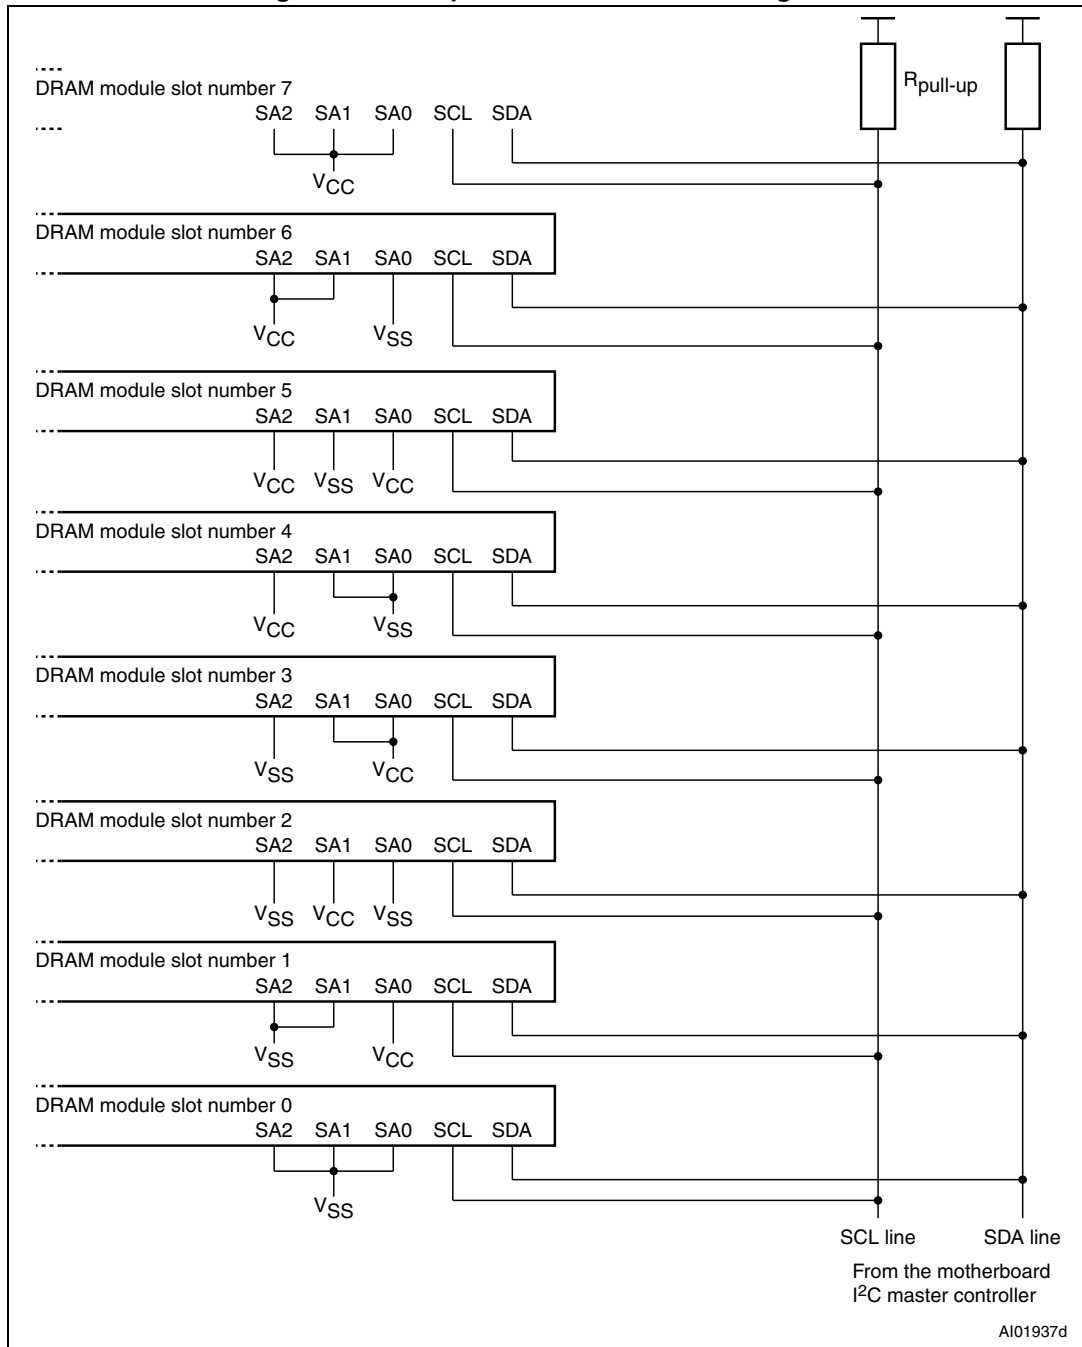 Rpull-up
DRAM module slot number 7
SA2 SA1 SA0 SCL SDA
VCC
DRAM module slot number 6
SA2 SA1 SA0 SCL SDA
VCC VSS
DRAM module slot number 5
SA2 SA1 SA0 SCL SDA
VCC VSS VCC
DRAM module slot number 4
SA2 SA1 SA0 SCL SDA
VCC VSS
DRAM module slot number 3
SA2 SA1 SA0 SCL SDA
VSS VCC
DRAM module slot number 2
SA2 SA1 SA0 SCL SDA
VSS VCC VSS
DRAM module slot number 1
SA2 SA1 SA0 SCL SDA
VSS VCC
DRAM module slot number 0
SA2 SA1 SA0 SCL SDA
VSS
SCL line SDA line
From the motherboard
I2C master controller
AI01937d